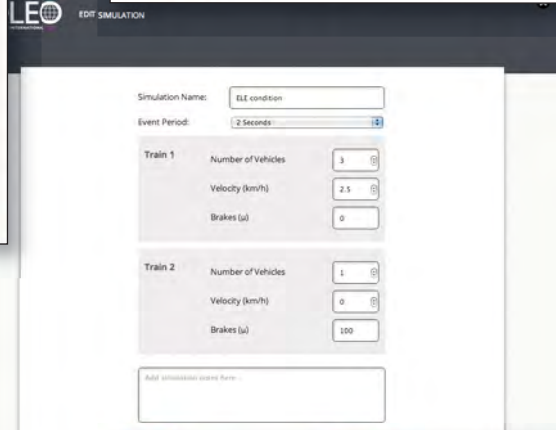 LEO EDIT SIMULATION
INTERNATIONAL
Simulation Name: ELE condition
Event Period: 2 Seconds
Train 1 Number of Vehicles 3
Velocity (km/h) 2.5
Brakes (µ) 0
Train 2 Number of Vehicles 1
Velocity (km/h) 0
Brakes (µ) 100
Add simulation notes here...